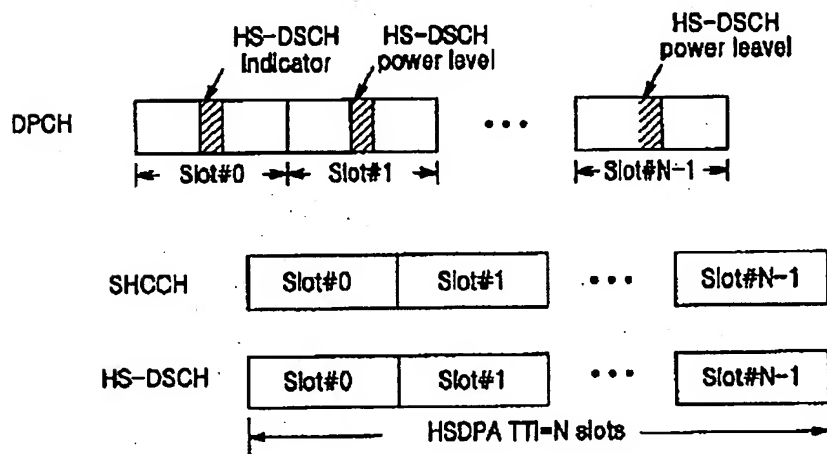 HS-DSCH
indicator
HS-DSCH
power level
HS-DSCH
power leavel
DPCH
• • •
Slot#0
Slot#1
Slot#N-1
SHCCH
Slot#0
Slot#1
• • •
Slot#N-1
HS-DSCH
Slot#0
Slot#1
• • •
Slot#N-1
HSDPA TTI=N slots